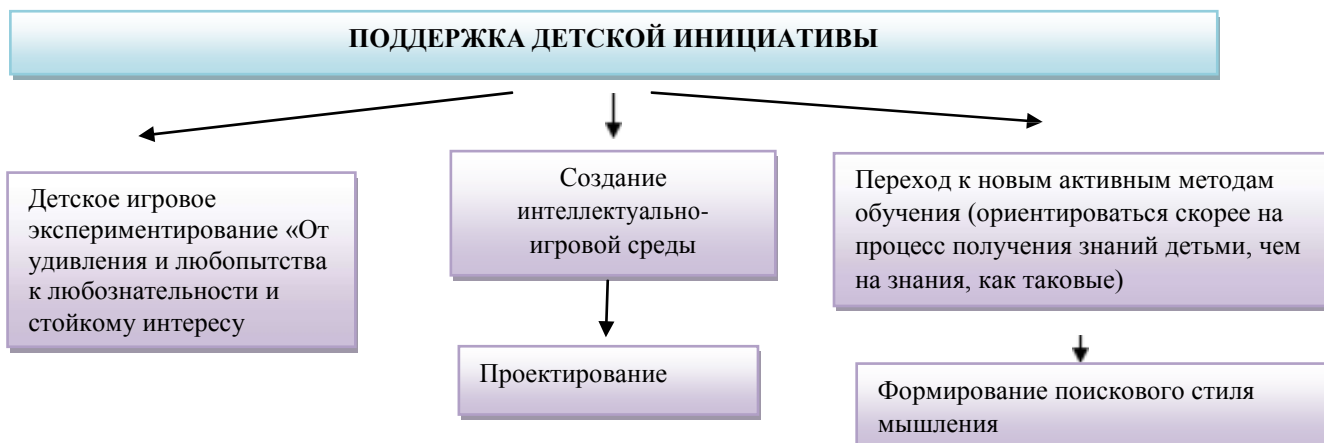 ПОДДЕРЖКА ДЕТСКОЙ ИНИЦИАТИВЫ
Детское игровое
экспериментирование «От
удивления и любопытства
к любознательности и
стойкому интересу
Создание
интеллектуально-
игровой среды
Проектирование
Переход к новым активным методам
обучения (ориентироваться скорее на
процесс получения знаний детьми, чем
на знания, как таковые)
Формирование поискового стиля
мышления